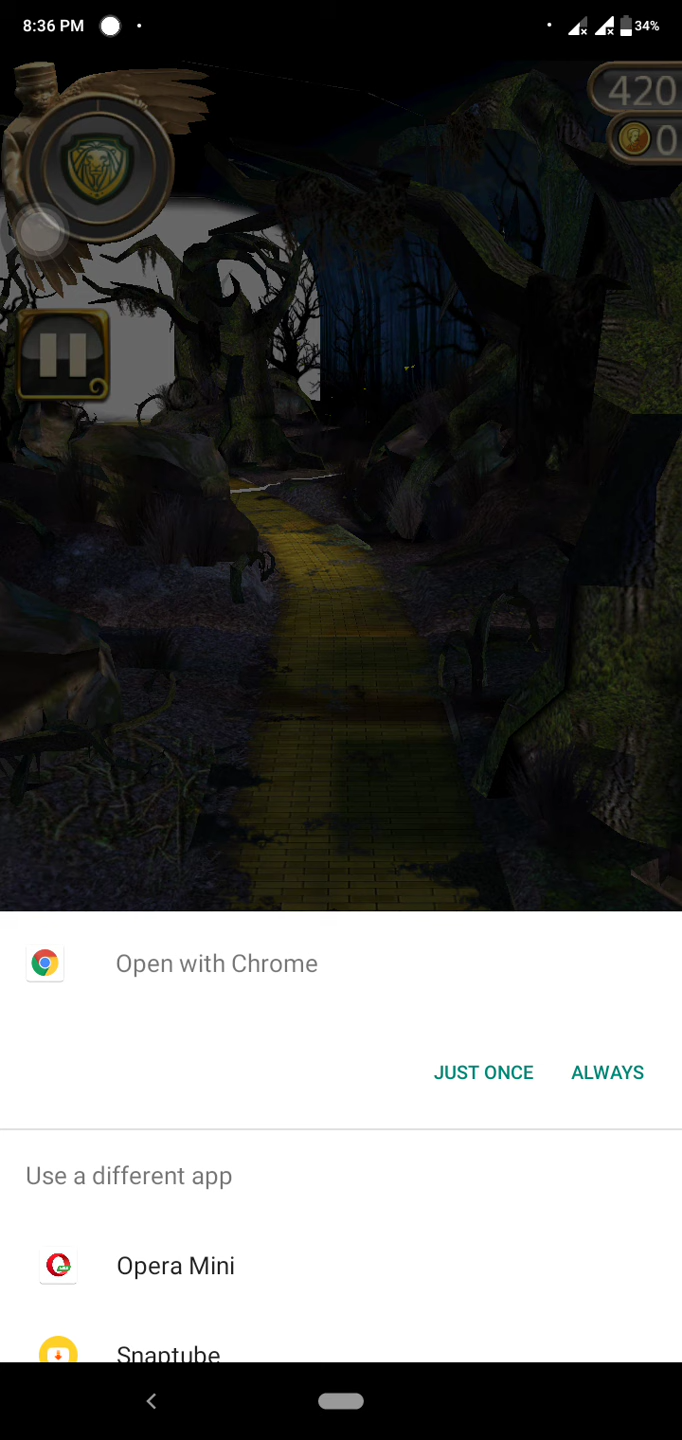 8:36 PM
34%
420
0
Open with Chrome
JUST ONCE
ALWAYS
Use a different app
Opera Mini
Snaptube